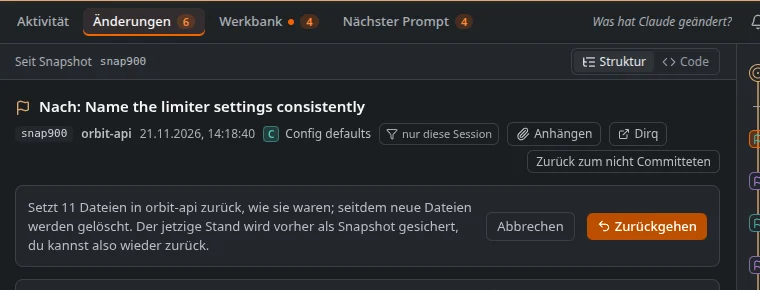 Aktivität Änderungen 6 Werkbank 4 Nächster Prompt 4 Was hat Claude geändert?
Seit Snapshot snap900 Struktur Code
Nach: Name the limiter settings consistently
snap900 orbit-api 21.11.2026, 14:18:40 C Config defaults nur diese Session Anhängen Dirq
Zurück zum nicht Committeten
Setzt 11 Dateien in orbit-api zurück, wie sie waren; seitdem neue Dateien
werden gelöscht. Der jetzige Stand wird vorher als Snapshot gesichert,
du kannst also wieder zurück.
Abbrechen Zurückgehen